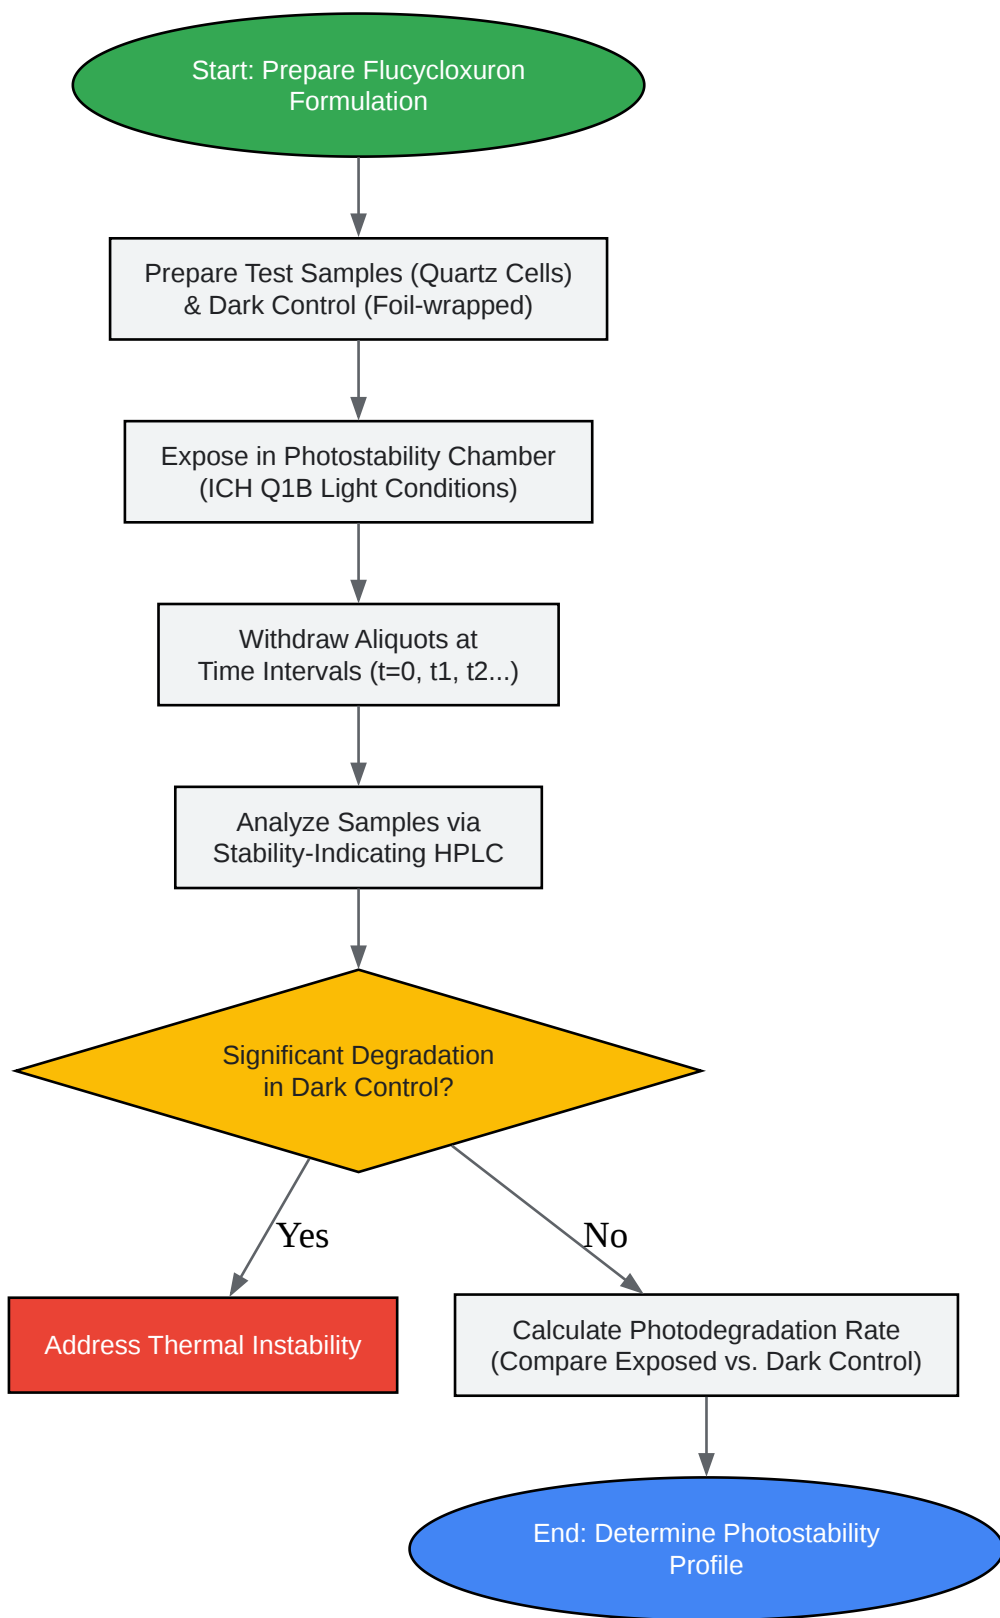 Start: Prepare Flucycloxuron
Formulation
Prepare Test Samples (Quartz Cells)
& Dark Control (Foil-wrapped)
Expose in Photostability Chamber
(ICH Q1B Light Conditions)
Withdraw Aliquots at
Time Intervals (t=0, t1, t2...)
Analyze Samples via
Stability-Indicating HPLC
Significant Degradation
in Dark Control?
Yes
No
Address Thermal Instability
Calculate Photodegradation Rate
(Compare Exposed vs. Dark Control)
End: Determine Photostability
Profile